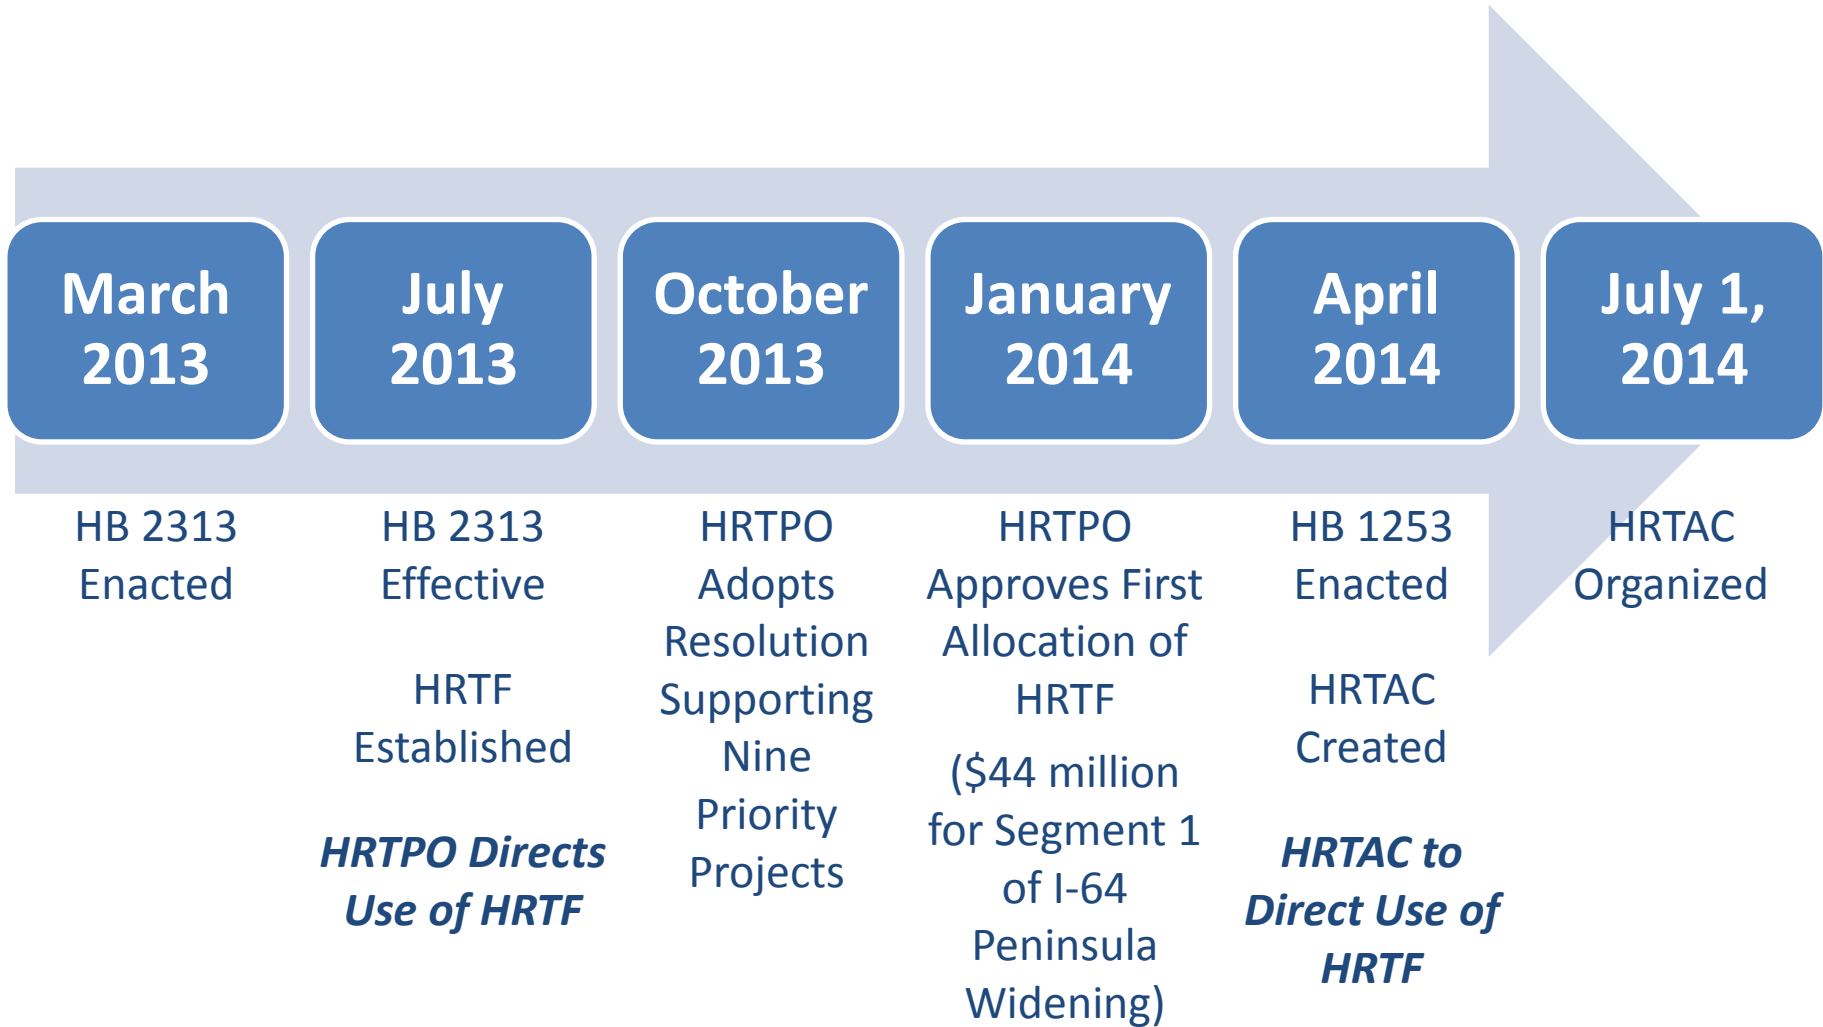 March
2013
July
2013
October
2013
January
2014
April
2014
July 1,
2014
HB 2313
Enacted
HB 2313
Effective
HRTF
Established
HRTPO Directs
Use of HRTF
HRTPO
Adopts
Resolution
Supporting
Nine
Priority
Projects
HRTPO
Approves First
Allocation of
HRTF
($44 million
for Segment 1
of I-64
Peninsula
Widening)
HB 1253
Enacted
HRTAC
Created
HRTAC to
Direct Use of
HRTF
HRTAC
Organized